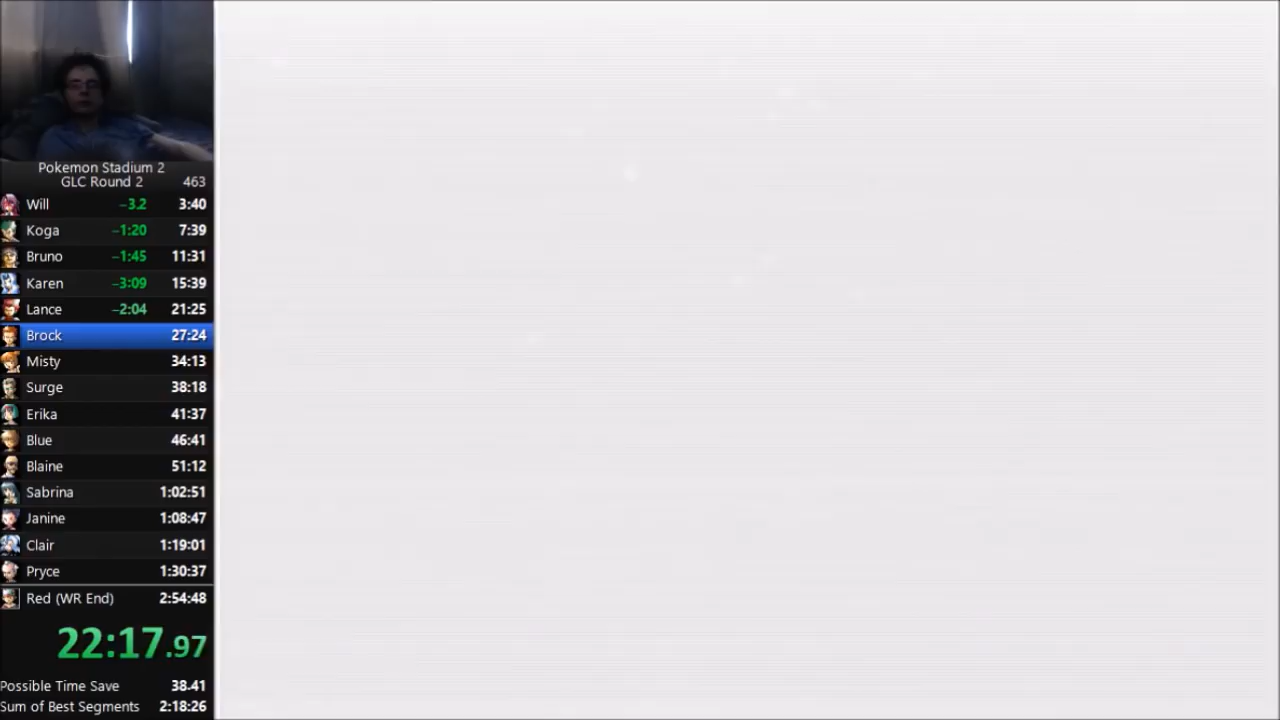 Pokemon Stadium 2
GLC Round 2 463
Will −3.2 3:40
Koga −1:20 7:39
Bruno −1:45 11:31
Karen −3:09 15:39
Lance −2:04 21:25
Brock 27:24
Misty 34:13
Surge 38:18
Erika 41:37
Blue 46:41
Blaine 51:12
Sabrina 1:02:51
Janine 1:08:47
Clair 1:19:01
Pryce 1:30:37
Red (WR End) 2:54:48
22:17.97
Possible Time Save 38.41
Sum of Best Segments 2:18:26